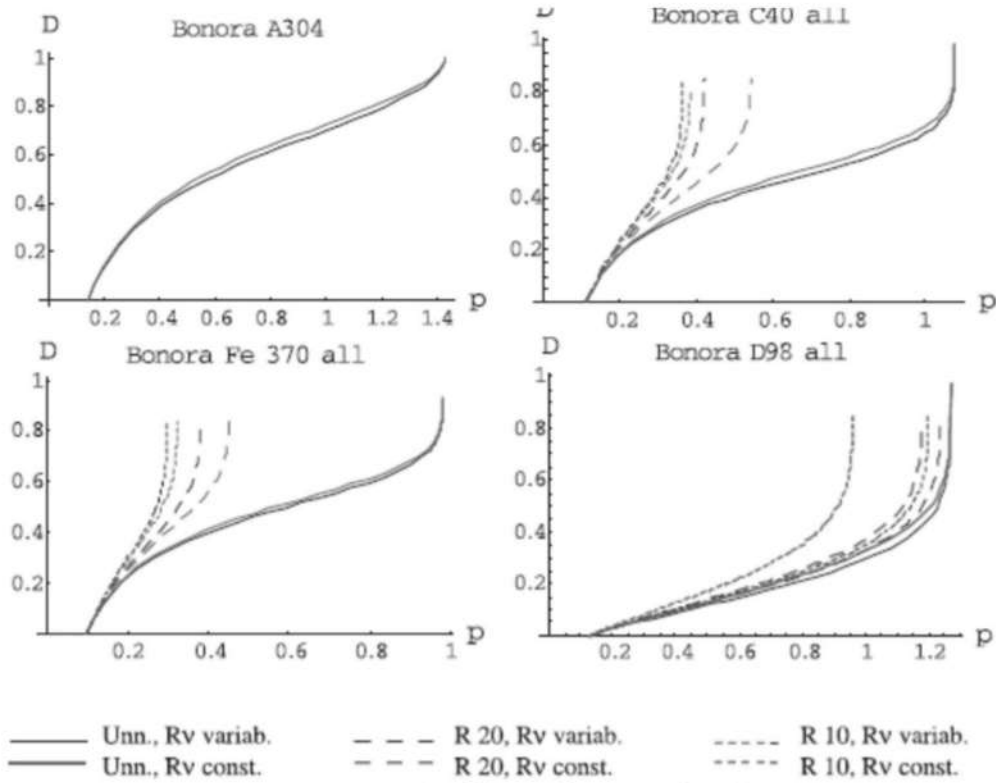 D
Bonora A304
1
0.8
0.6
0.4
0.2
0.2 0.4 0.6 0.8 1 1.2 1.4
p
D
Bonora C40 all
1
0.8
0.6
0.4
0.2
0.2 0.4 0.6 0.8 1
p
D
Bonora Fe 370 all
1
0.8
0.6
0.4
0.2
0.2 0.4 0.6 0.8 1
p
D
Bonora D98 all
1
0.8
0.6
0.4
0.2
0.2 0.4 0.6 0.8 1 1.2
p
Unn., Rv variab. R 20, Rv variab. R 10, Rv variab.
Unn., Rv const. R 20, Rv const. R 10, Rv const.